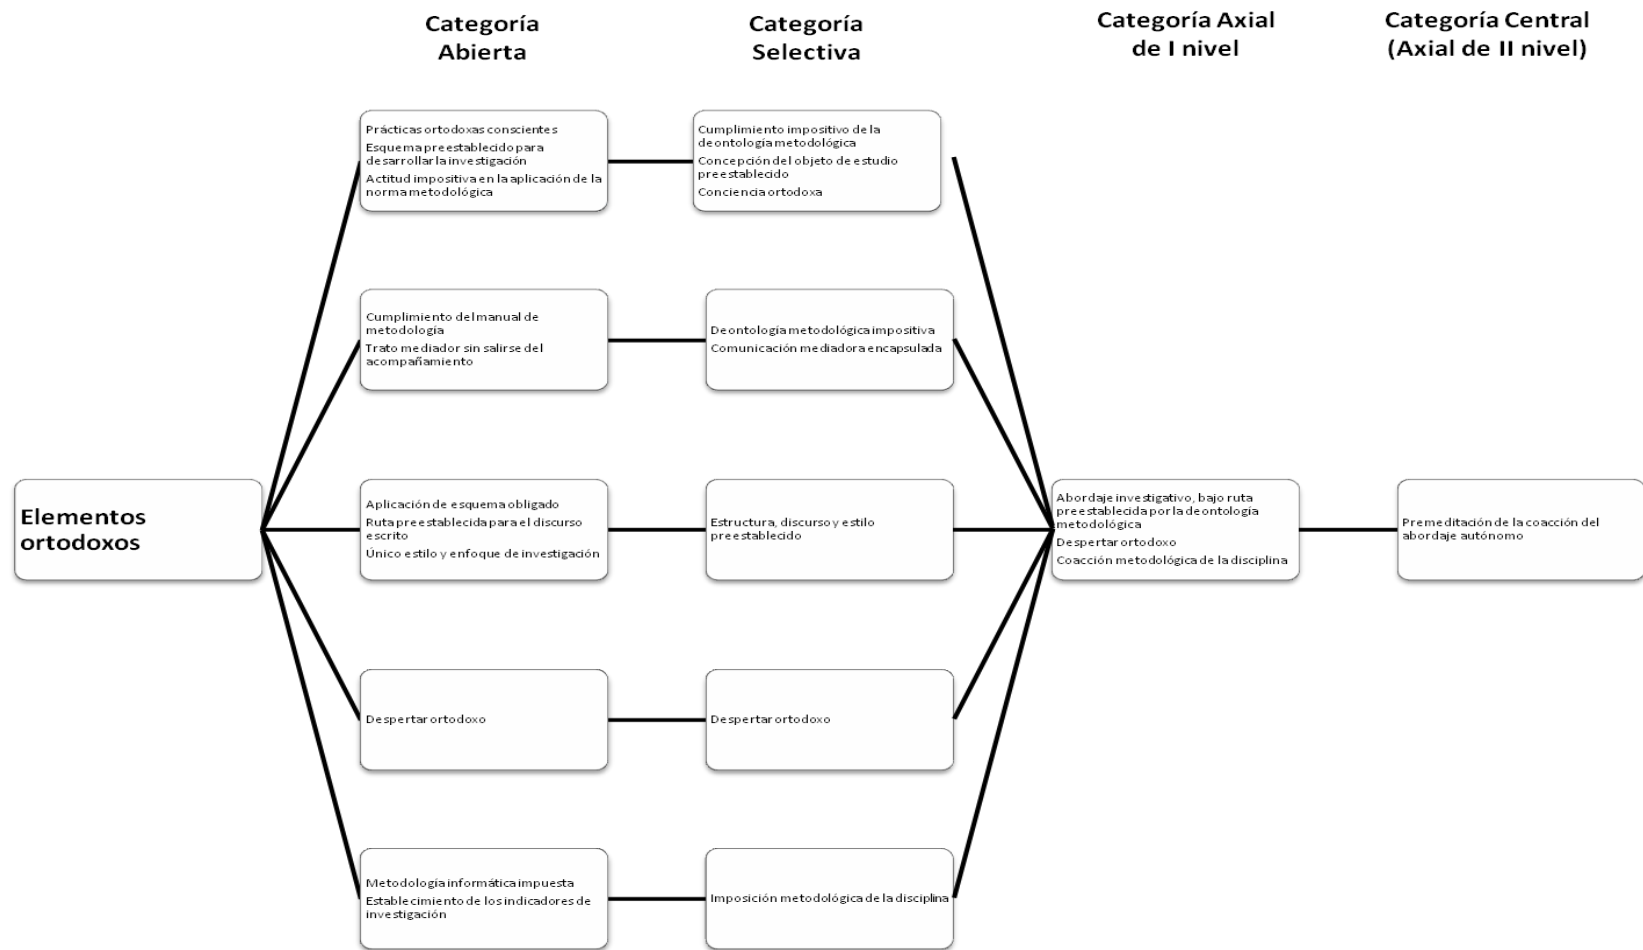 Categoría
Abierta
Categoría
Selectiva
Categoría Axial
de I nivel
Categoría Central
(Axial de II nivel)
Prácticas ortodoxas conscientes
Esquema preestablecido para
desarrollar la investigación
Actitud impositiva en la aplicación de la
norma metodológica
Cumplimiento impositivo de la
deontología metodológica
Concepción del objeto de estudio
preestablecido
Conciencia ortodoxa
Cumplimiento del manual de
metodología
Trato mediador sin salirse del
acompañamiento
Deontología metodológica impositiva
Comunicación mediadora encapsulada
Elementos
ortodoxos
Aplicación de esquema obligado
Ruta preestablecida para el discurso
escrito
Único estilo y enfoque de investigación
Estructura, discurso y estilo
preestablecido
Abordaje investigativo, bajo ruta
preestablecida por la deontología
metodológica
Despertar ortodoxo
Coacción metodológica de la disciplina
Premeditación de la coacción del
abordaje autónomo
Despertar ortodoxo
Despertar ortodoxo
Metodología informática impuesta
Establecimiento de los indicadores de
investigación
Imposición metodológica de la disciplina